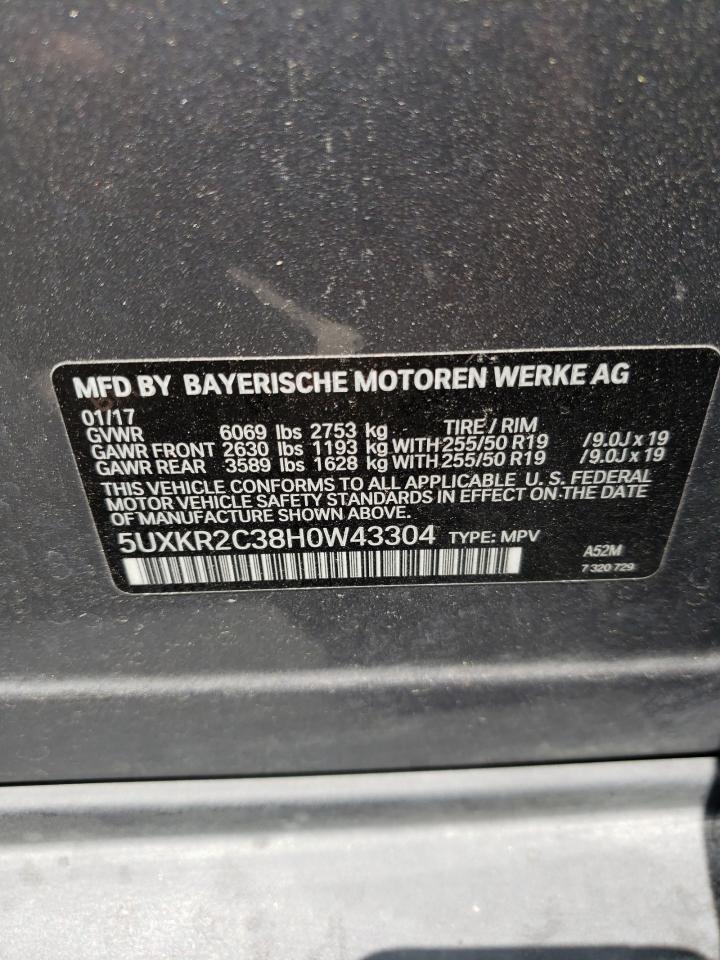 MFD BY BAYERISCHE MOTOREN WERKE AG
01/17
GVWR 6069 lbs 2753 kg TIRE / RIM
GAWR FRONT 2630 lbs 1193 kg WITH 255/50 R19 /9.0J x 19
GAWR REAR 3589 lbs 1628 kg WITH 255/50 R19 /9.0J x 19
THIS VEHICLE CONFORMS TO ALL APPLICABLE U. S. FEDERAL
MOTOR VEHICLE SAFETY STANDARDS IN EFFECT ON THE DATE
OF MANUFACTURE SHOWN ABOVE.
5UXKR2C38H0W43304 TYPE: MPV
A52M
7 320 729